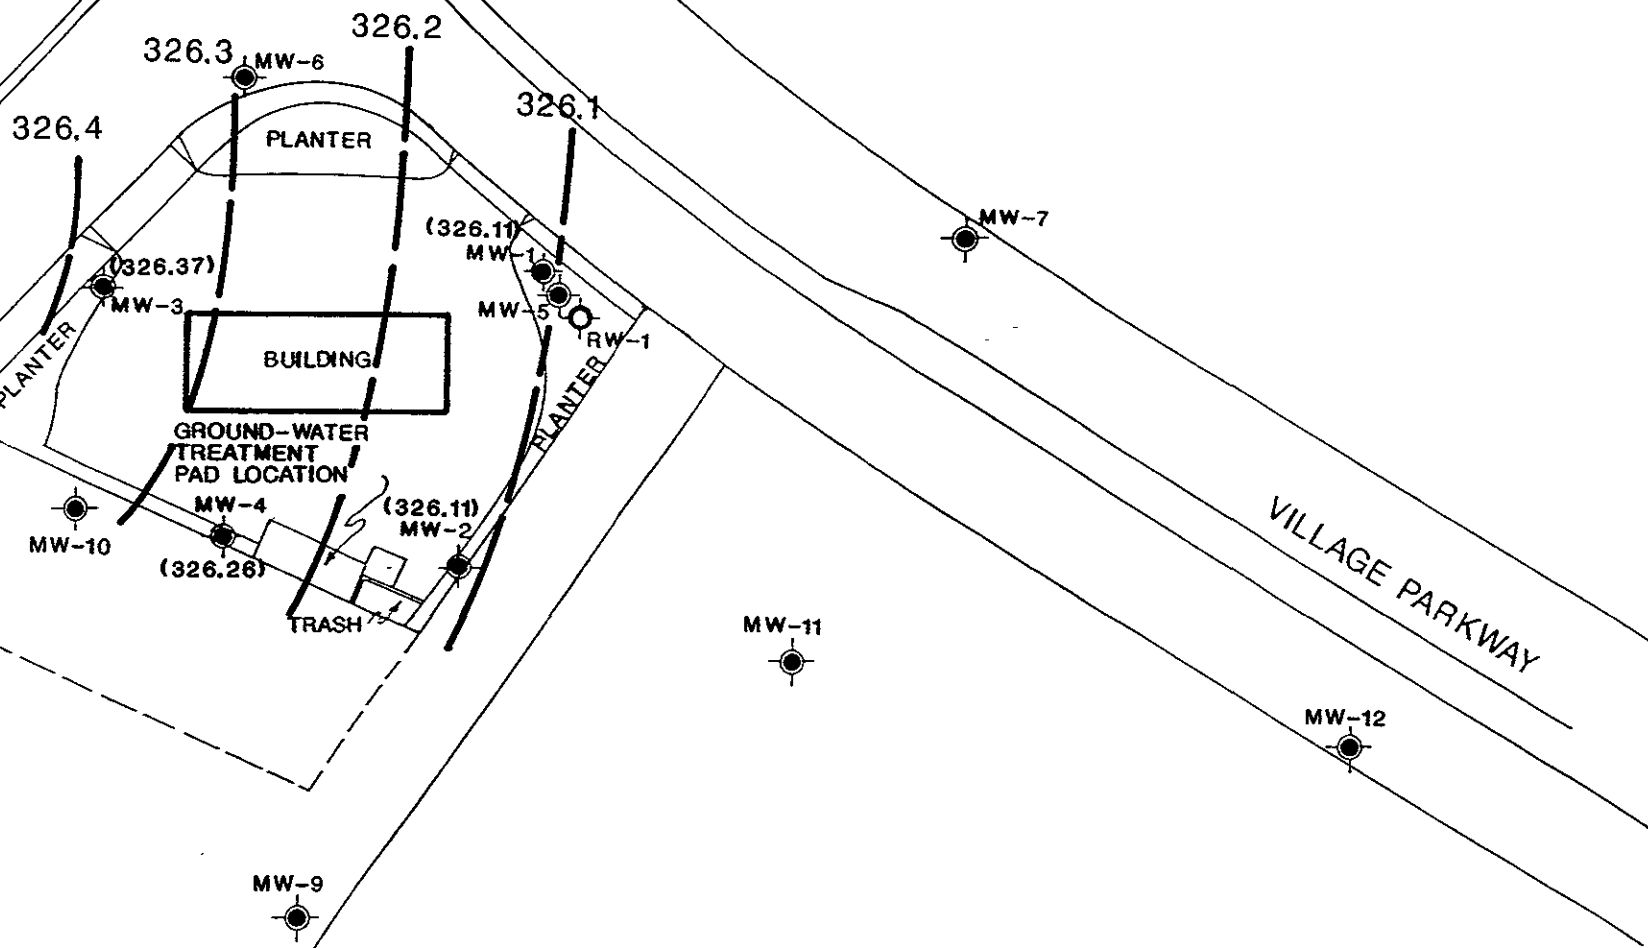 326.2
326.3
MW-6
326.1
326.4
PLANTER
MW-7
(326.11)
MW-1
(326.37)
MW-3
MW-5
RW-1
BUILDING
PLANTER
PLANTER
GROUND-WATER
TREATMENT
PAD LOCATION
MW-4
(326.11)
MW-2
MW-10
(326.26)
TRASH
VILLAGE PARKWAY
MW-11
MW-12
MW-9